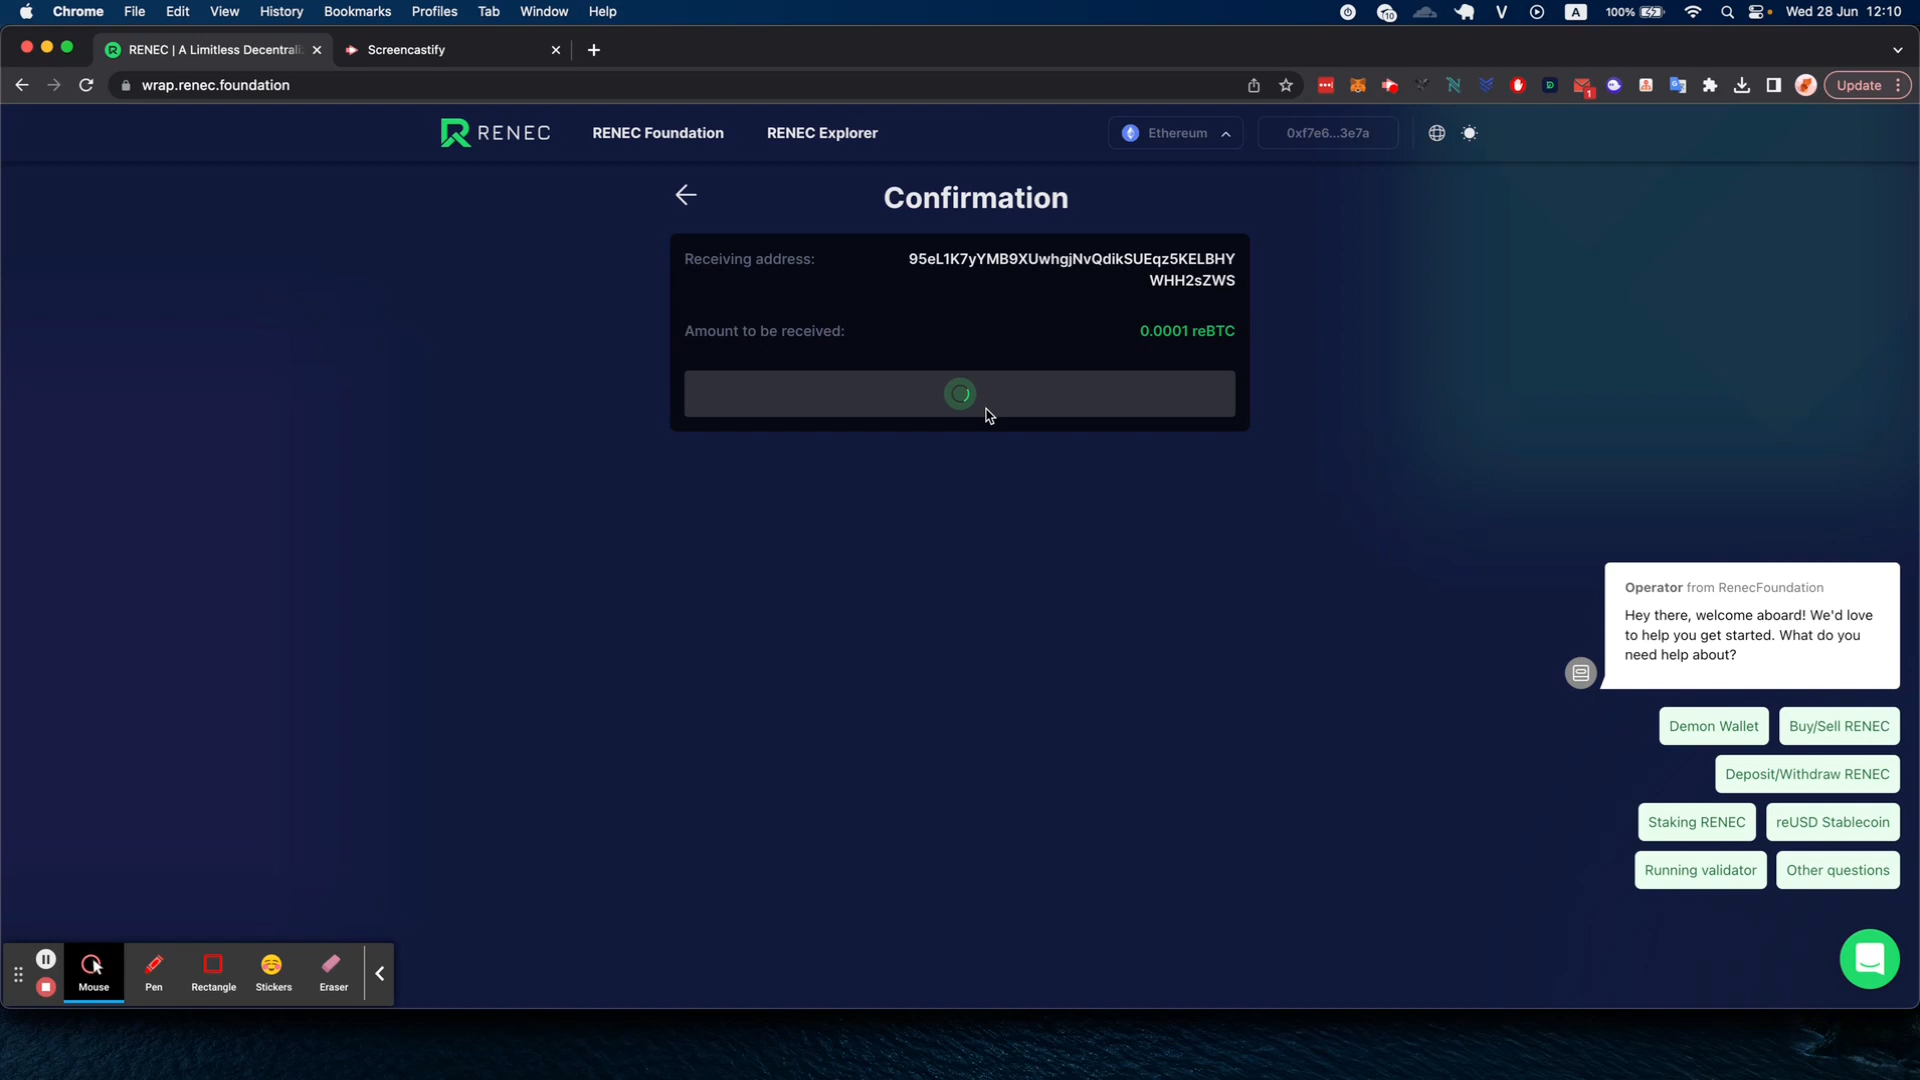 Chrome File Edit View History Bookmarks Profiles Tab Window Help
10 V A 100% Wed 28 Jun 12:10
RENEC | A Limitless Decentrali
Screencastify
wrap.renec.foundation
1
Update
RENEC
RENEC Foundation
RENEC Explorer
Ethereum
0xf7e6...3e7a
Confirmation
Receiving address:
95eL1K7yYMB9XUwhgjNvQdikSUEqz5KELBHY
WHH2sZWS
Amount to be received:
0.0001 reBTC
Operator from RenecFoundation
Hey there, welcome aboard! We'd love
to help you get started. What do you
need help about?
Demon Wallet
Buy/Sell RENEC
Deposit/Withdraw RENEC
Staking RENEC
reUSD Stablecoin
Running validator
Other questions
Mouse
Pen
Rectangle
Stickers
Eraser